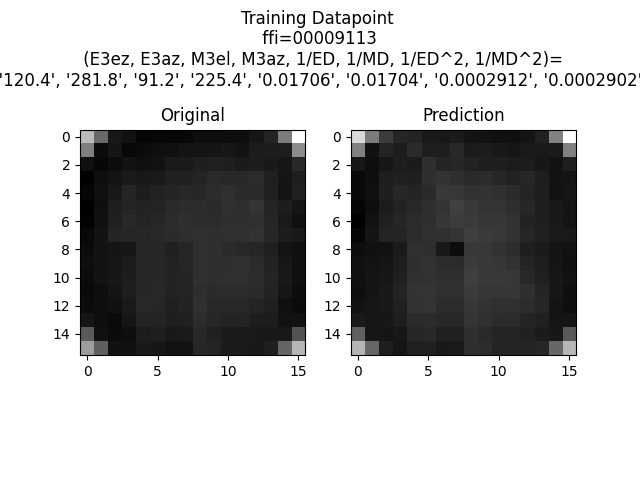 Training Datapoint
ffi=00009113
(E3ez, E3az, M3el, M3az, 1/ED, 1/MD, 1/ED^2, 1/MD^2)=
'120.4', '281.8', '91.2', '225.4', '0.01706', '0.01704', '0.0002912', '0.0002902'
Original Prediction
0 0
2 2
4 4
6 6
8 8
10 10
12 12
14 14
0 5 10 15 0 5 10 15